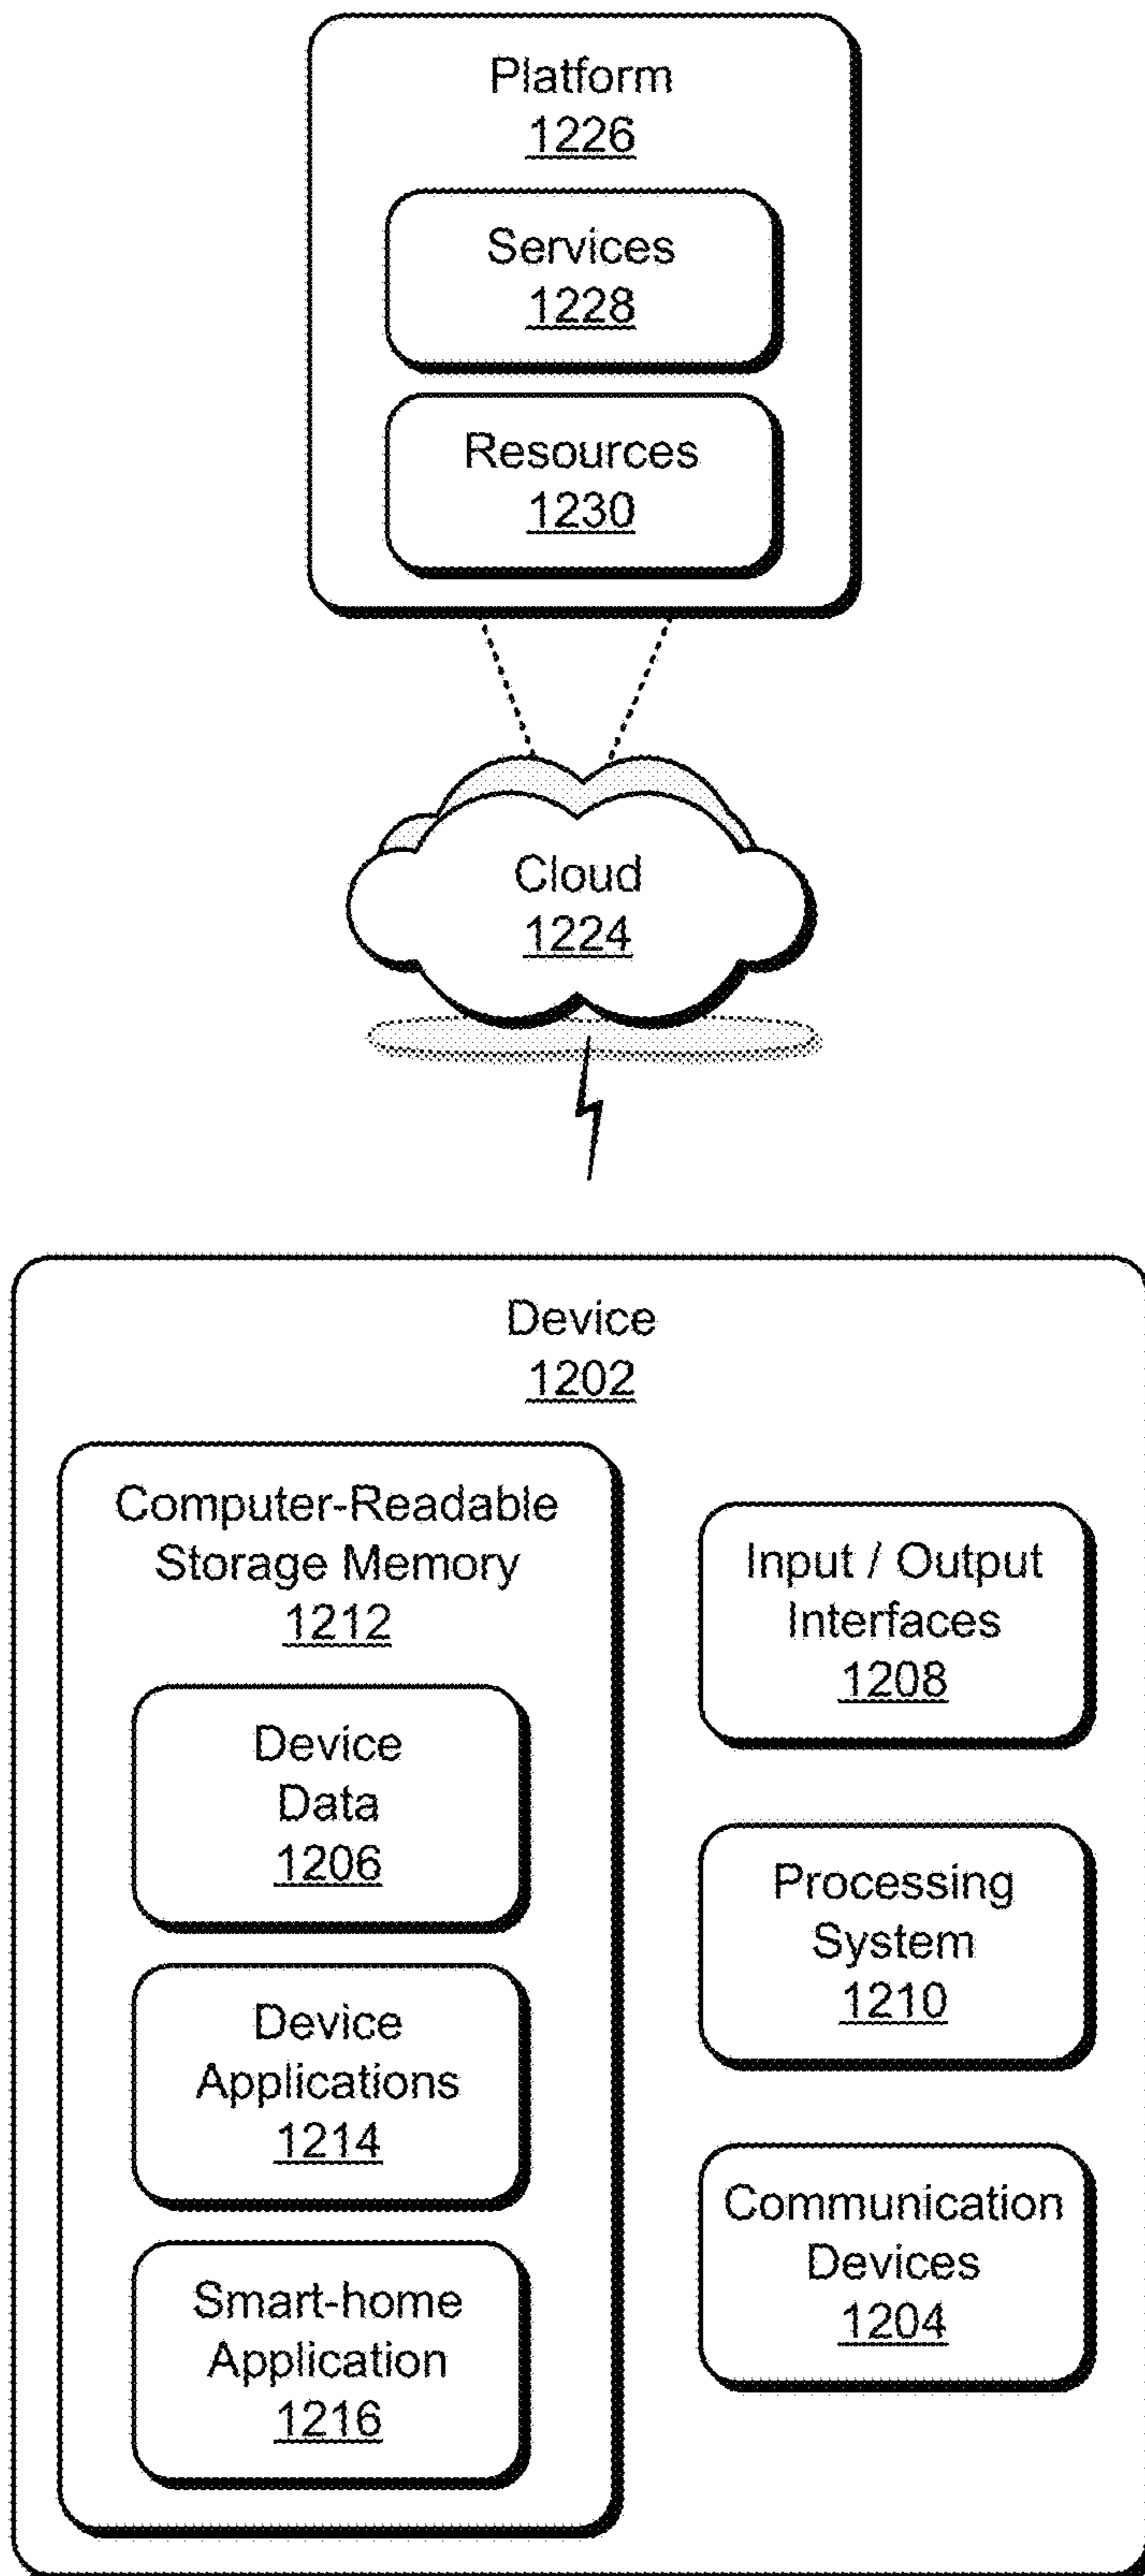 Platform
1226
Services
1228
Resources
1230
Cloud
1224
Device
1202
Computer-Readable
Storage Memory
1212
Device
Data
1206
Device
Applications
1214
Smart-home
Application
1216
Input / Output
Interfaces
1208
Processing
System
1210
Communication
Devices
1204